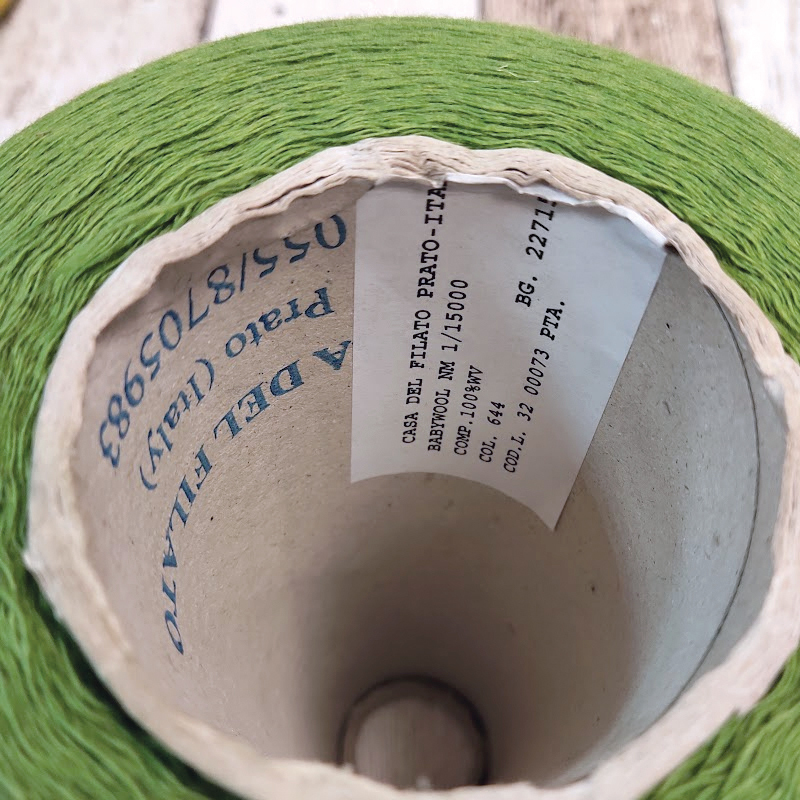 CASA DEL FILATO PRATO-ITA
BABYWOOL NM 1/15000
COMP.100%WV
COL. 644
BG. 2271
COD.L. 32 00073 PTA.
A DEL FILATO
Prato (Italy)
055/8705983